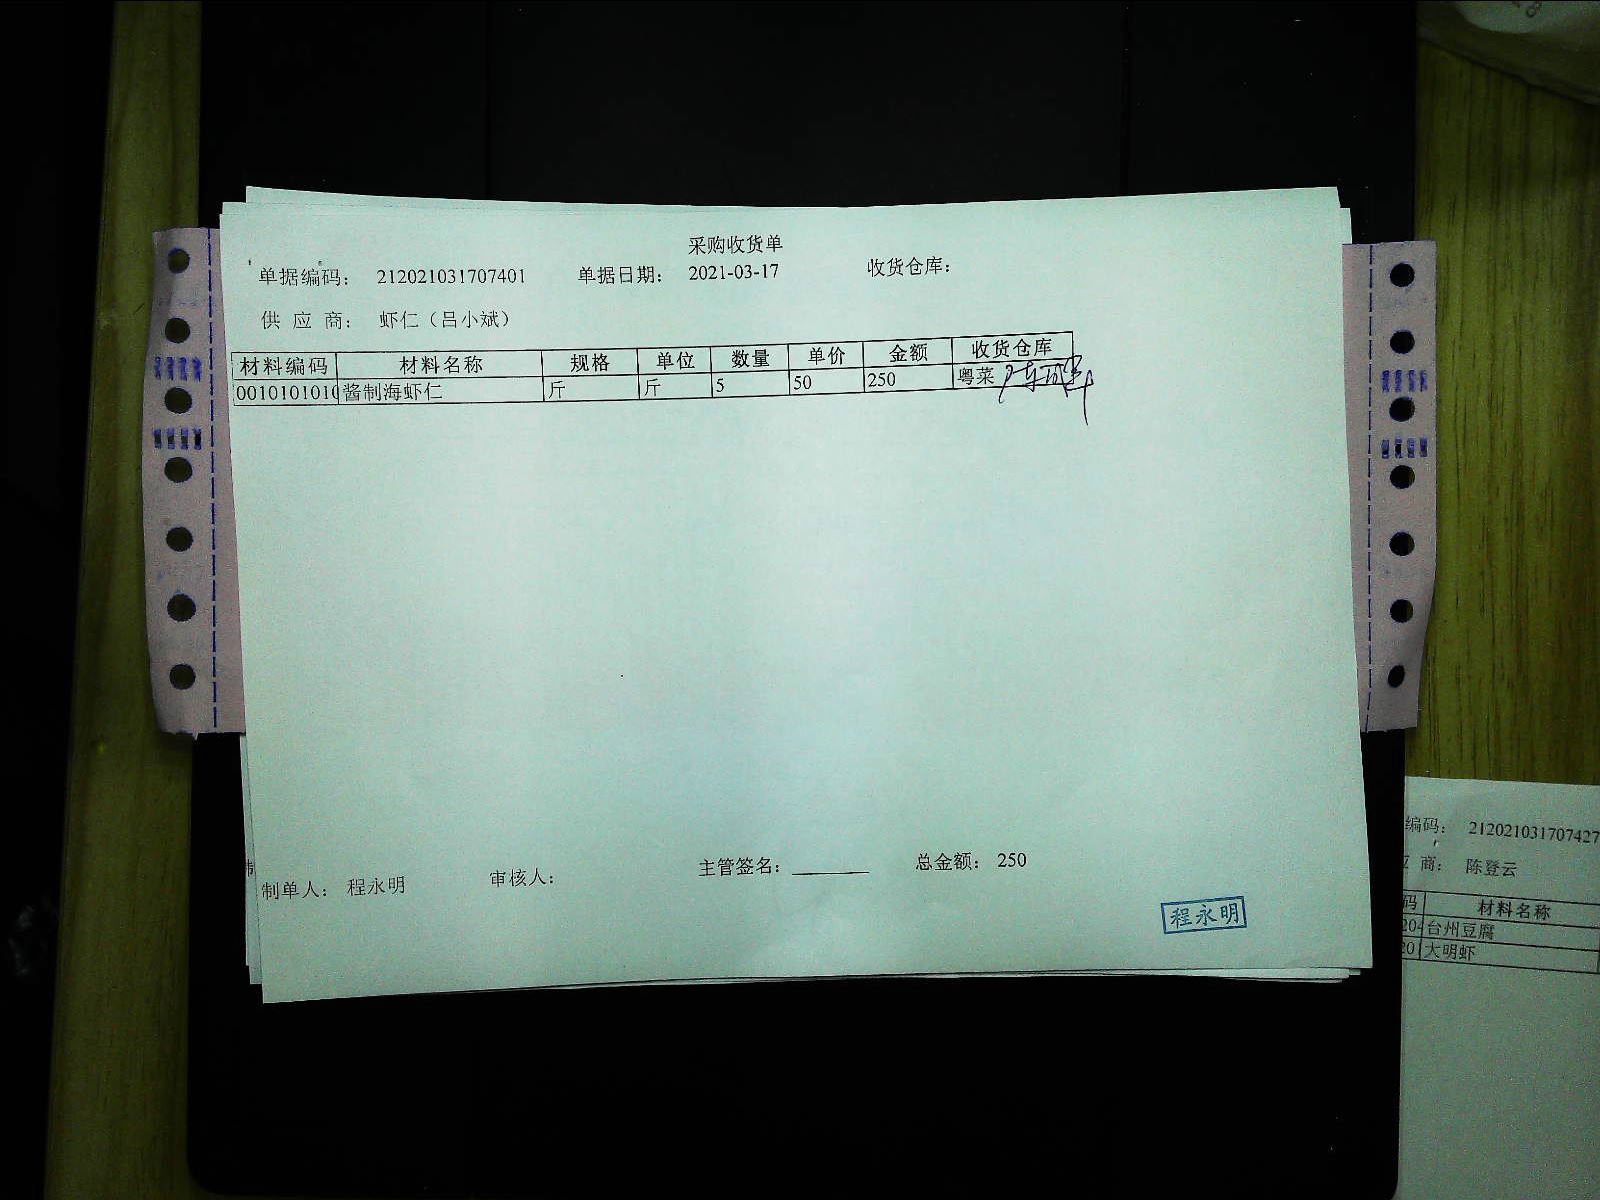 采购收货单
单据编码： 212021031707401 单据日期： 2021-03-17 收货仓库：
供 应 商： 虾仁（吕小斌）
材料编码 材料名称 规格 单位 数量 单价 金额 收货仓库
0010101010 酱制海虾仁 斤 斤 5 50 250 粤菜
制单人： 程永明 审核人： 主管签名： 总金额： 250
程永明
编码： 212021031707427
商： 陈登云
码 材料名称
204 台州豆腐
201 大明虾